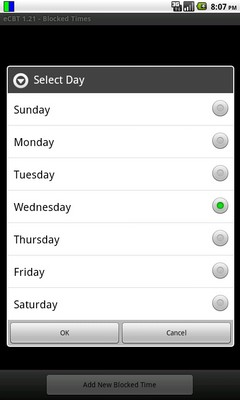 8:07 PM
eCBT 1.21 - Blocked Times
Select Day
Sunday
Monday
Tuesday
Wednesday
Thursday
Friday
Saturday
OK
Cancel
Add New Blocked Time